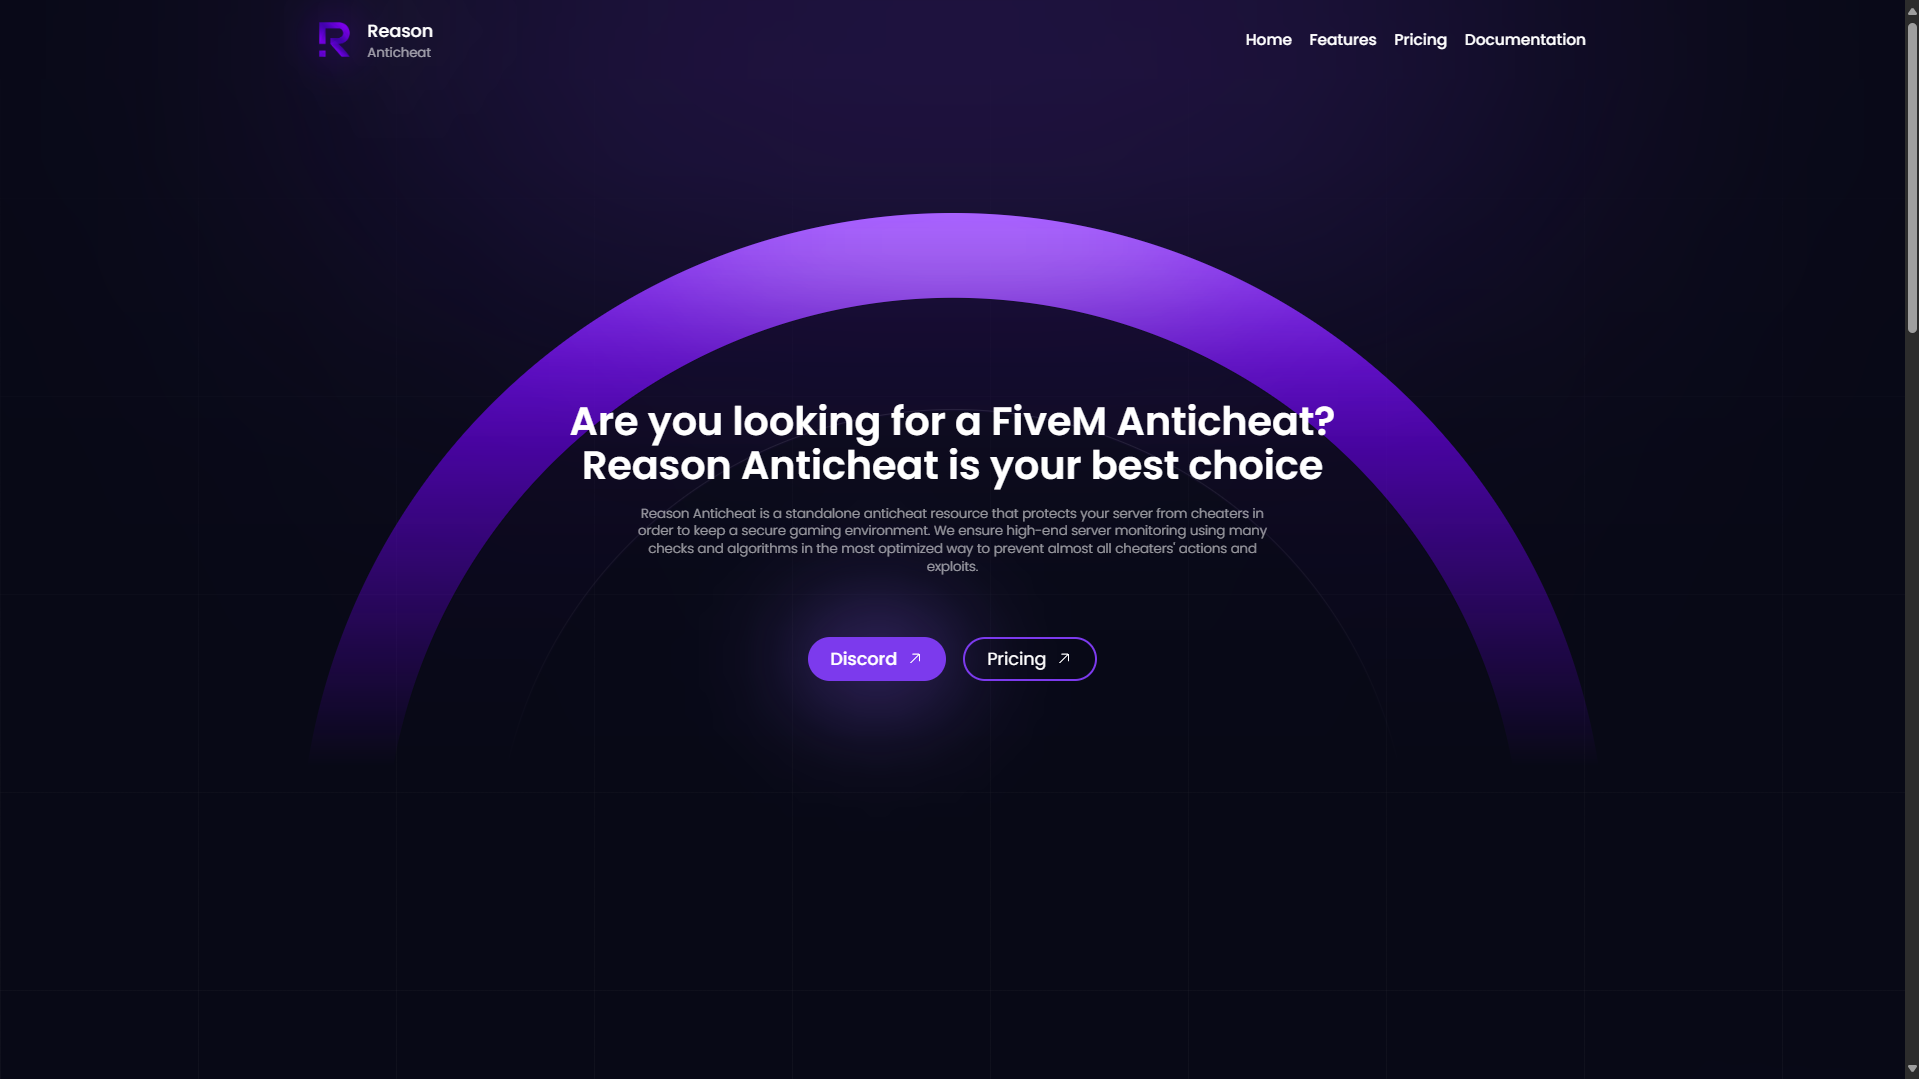 Reason
Anticheat
Home Features Pricing Documentation
Are you looking for a FiveM Anticheat?
Reason Anticheat is your best choice
Reason Anticheat is a standalone anticheat resource that protects your server from cheaters in
order to keep a secure gaming environment. We ensure high-end server monitoring using many
checks and algorithms in the most optimized way to prevent almost all cheaters' actions and
exploits.
Discord Pricing